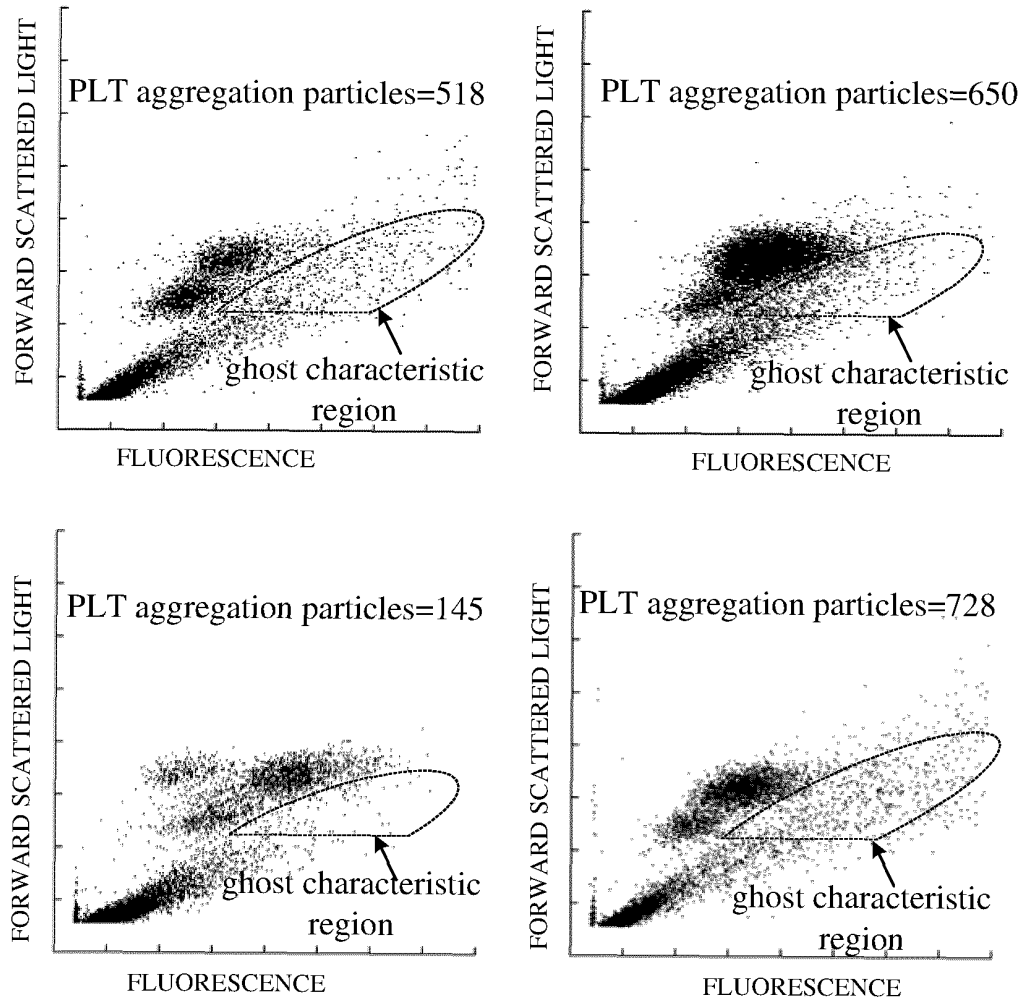 FORWARD SCATTERED LIGHT
PLT aggregation particles=518
ghost characteristic
region
FLUORESCENCE
FORWARD SCATTERED LIGHT
PLT aggregation particles=650
ghost characteristic
region
FLUORESCENCE
FORWARD SCATTERED LIGHT
PLT aggregation particles=145
ghost characteristic
region
FLUORESCENCE
FORWARD SCATTERED LIGHT
PLT aggregation particles=728
ghost characteristic
region
FLUORESCENCE